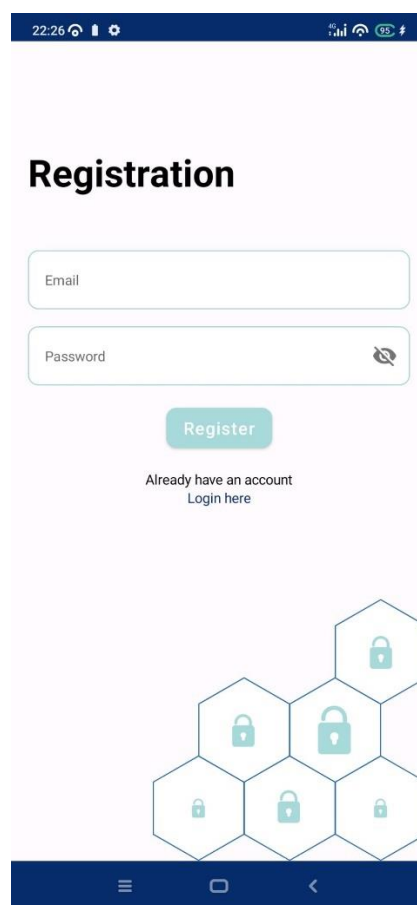 22:26
4G
95
Registration
Email
Password
Register
Already have an account
Login here